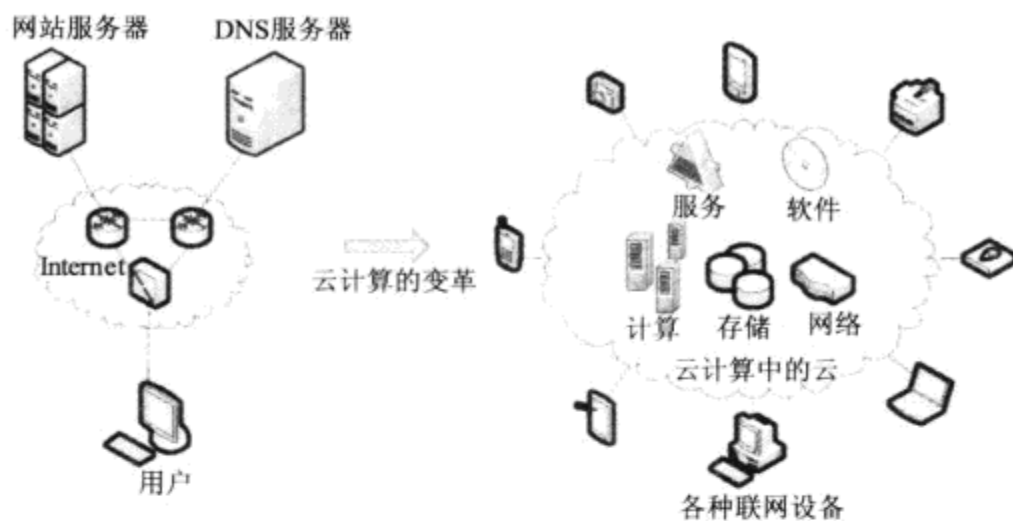 网站服务器
DNS服务器
Internet
用户
云计算的变革
服务
软件
计算
存储
网络
云计算中的云
各种联网设备